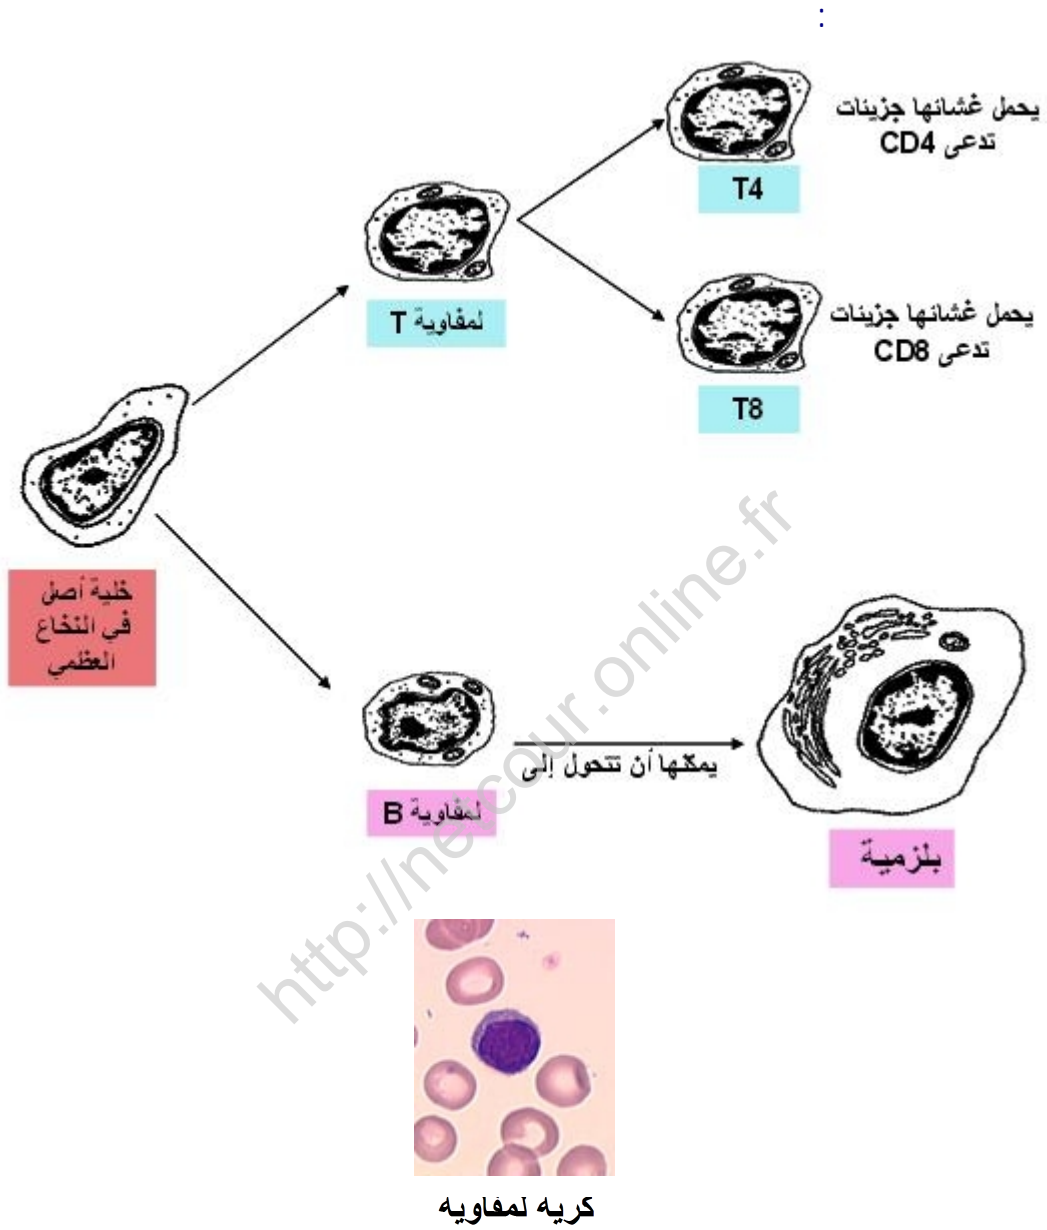 :
يحمل غشائها جزيئات
تدعى CD4
T4
لمفاوية T
يحمل غشائها جزيئات
تدعى CD8
T8
خلية أصل
في النخاع
العظمي
لمفاوية B
يمكنها أن تتحول إلى
بلزمية
http://netcour.online.fr
كريه لمفاويه